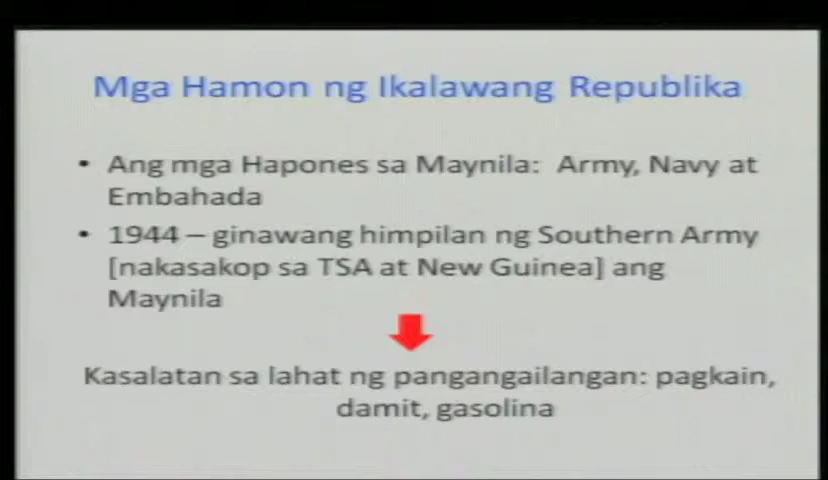 Mga Hamon ng Ikalawang Republika
• Ang mga Hapones sa Maynila: Army, Navy at
Embahada
• 1944 – ginawang himpilan ng Southern Army
[nakasakop sa TSA at New Guinea] ang
Maynila
Kasalatan sa lahat ng pangangailangan: pagkain,
damit, gasolina